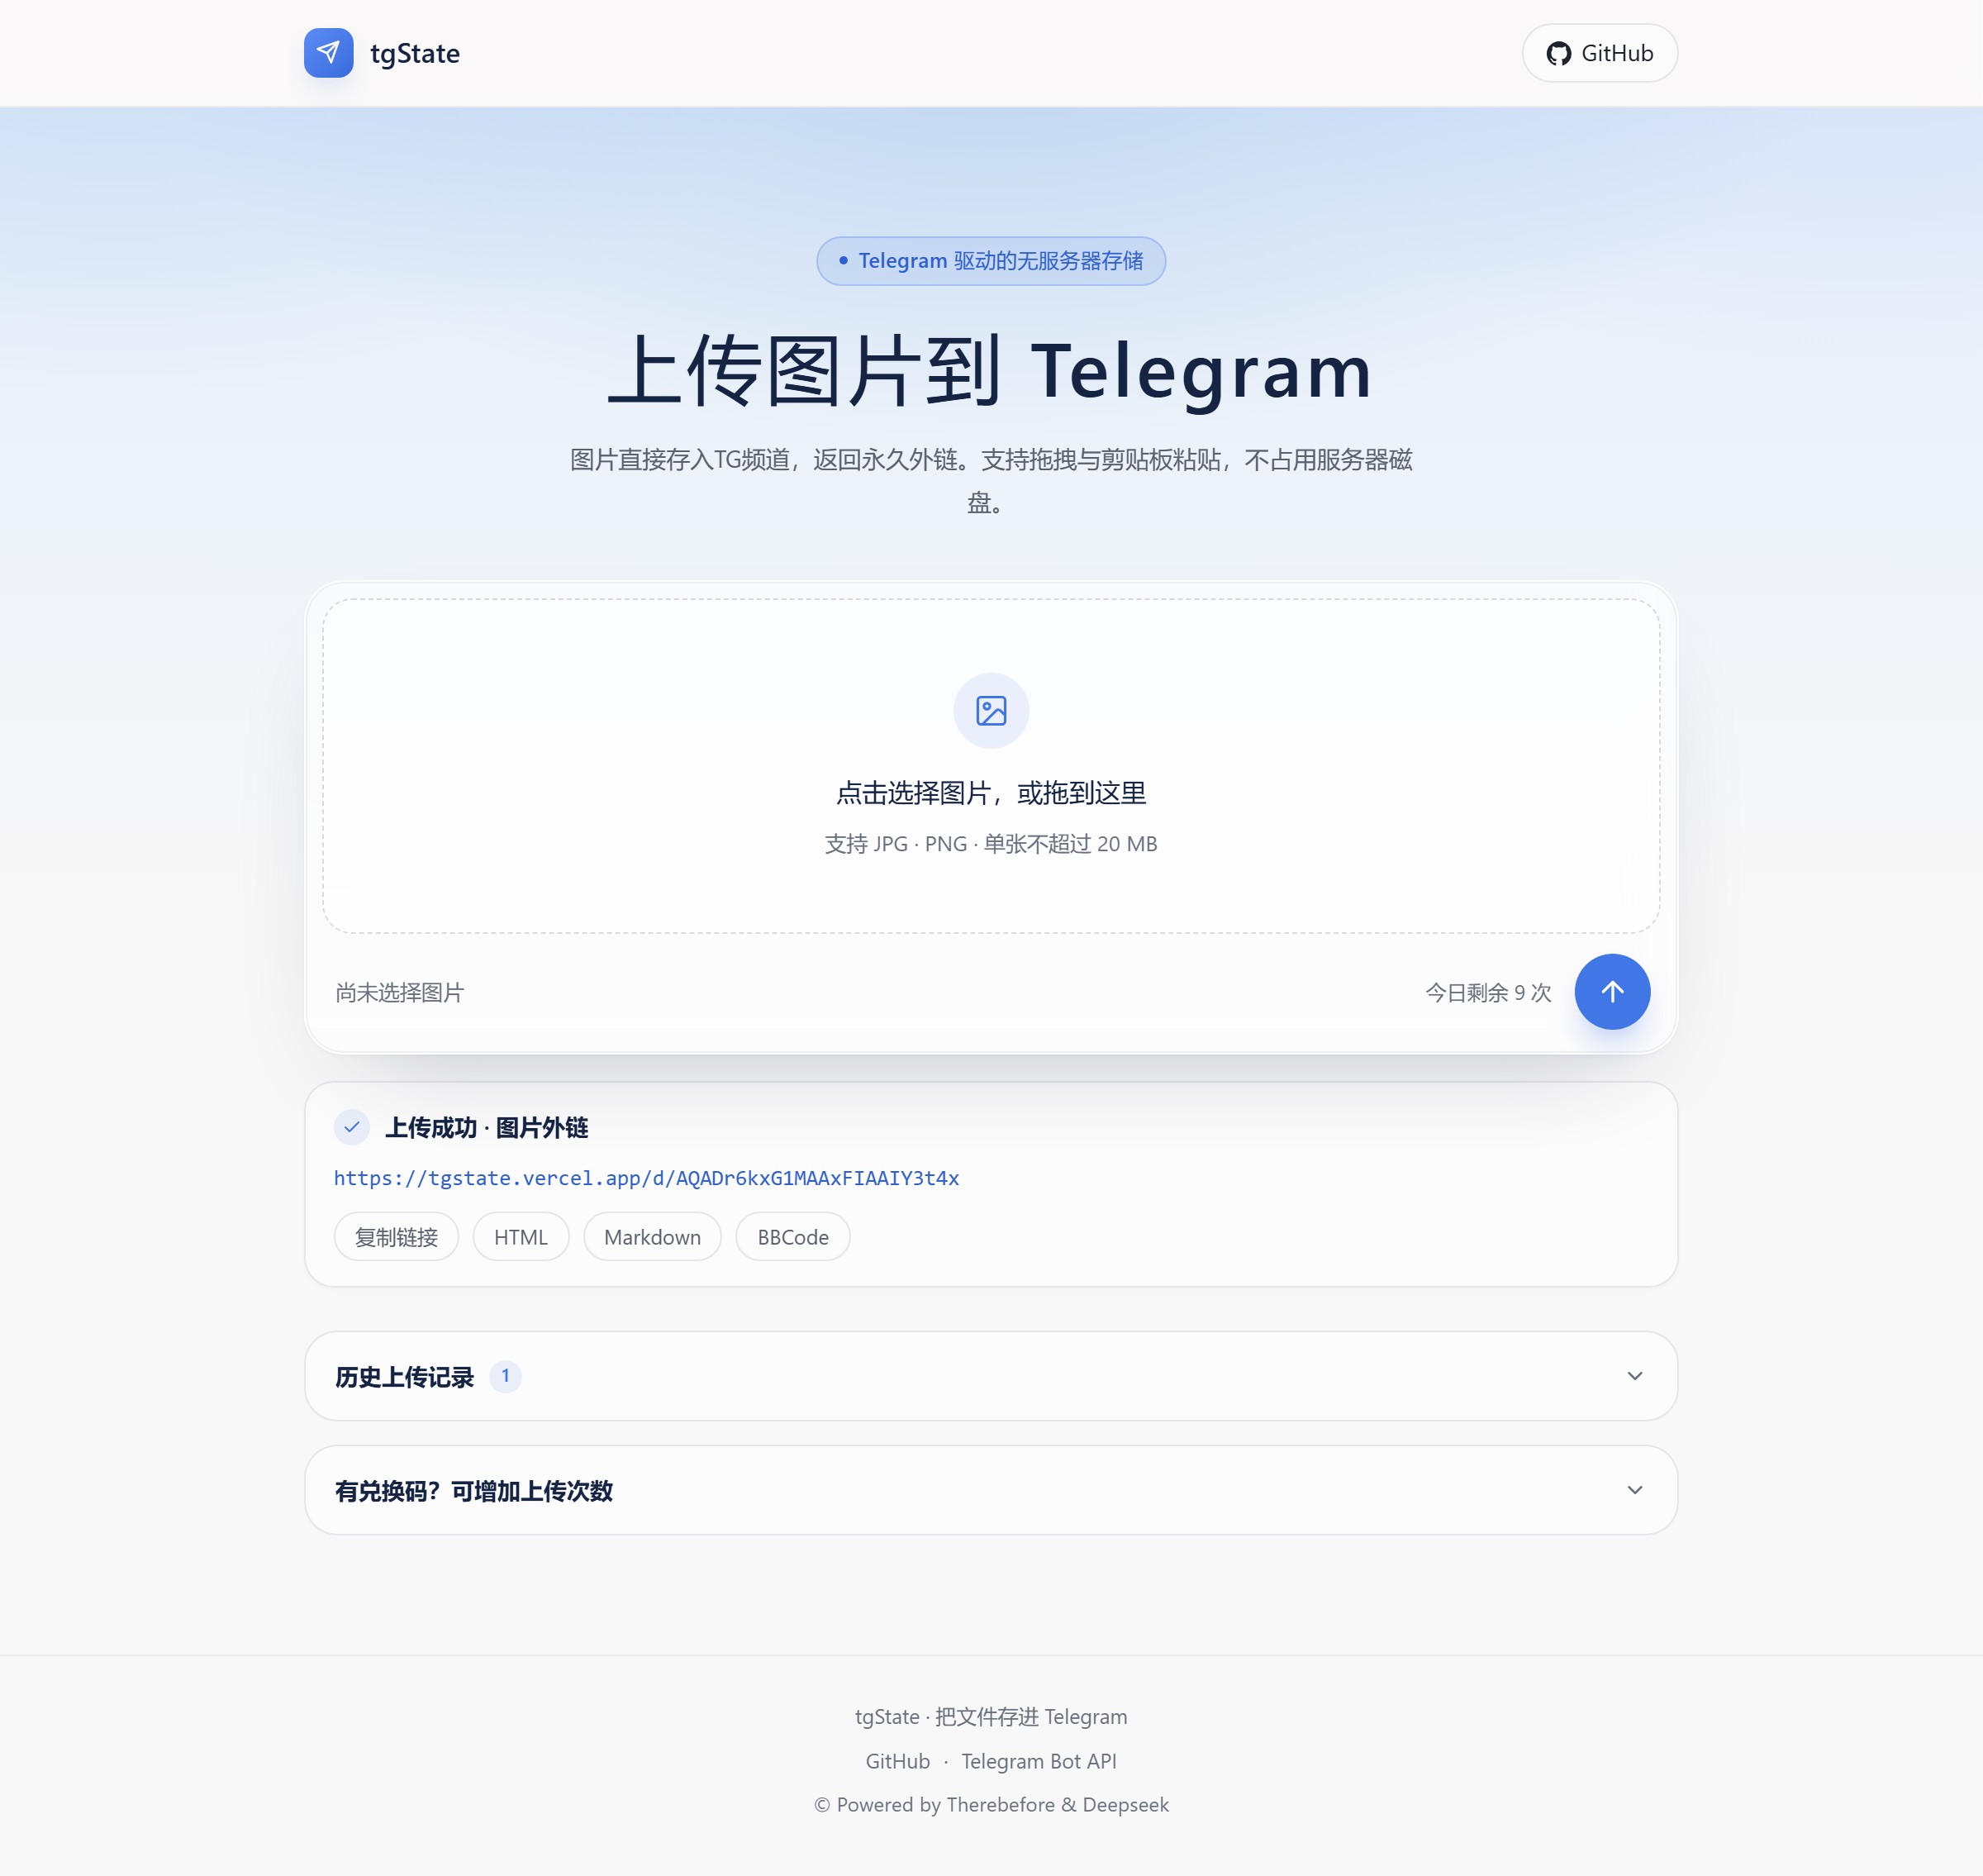 tgState
GitHub
Telegram 驱动的无服务器存储
上传图片到 Telegram
图片直接存入TG频道，返回永久外链。支持拖拽与剪贴板粘贴，不占用服务器磁
盘。
点击选择图片，或拖到这里
支持 JPG · PNG · 单张不超过 20 MB
尚未选择图片
今日剩余 9 次
上传成功 · 图片外链
https://tgstate.vercel.app/d/AQADr6kxG1MAAxFIAAIY3t4x
复制链接 HTML Markdown BBCode
历史上传记录 1
有兑换码？可增加上传次数
tgState · 把文件存进 Telegram
GitHub · Telegram Bot API
© Powered by Therebefore & Deepseek